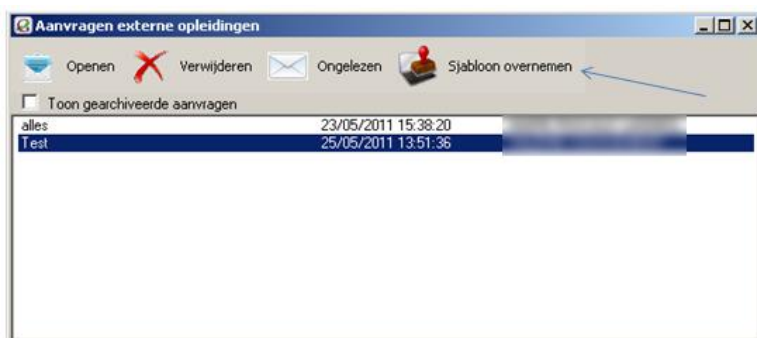 Aanvragen externe opleidingen
Openen Verwijderen Ongelezen Sjabloon overnemen
Toon gearchiveerde aanvragen
alles 23/05/2011 15:38:20
Test 25/05/2011 13:51:36